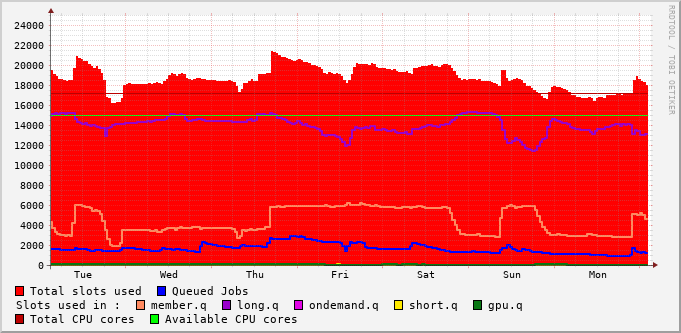 RRDTOOL / TOBI OETIKER
24000
22000
20000
18000
16000
14000
12000
10000
8000
6000
4000
2000
0
Tue Wed Thu Fri Sat Sun Mon
Total slots used Queued Jobs
Slots used in : member.q long.q ondemand.q short.q gpu.q
Total CPU cores Available CPU cores